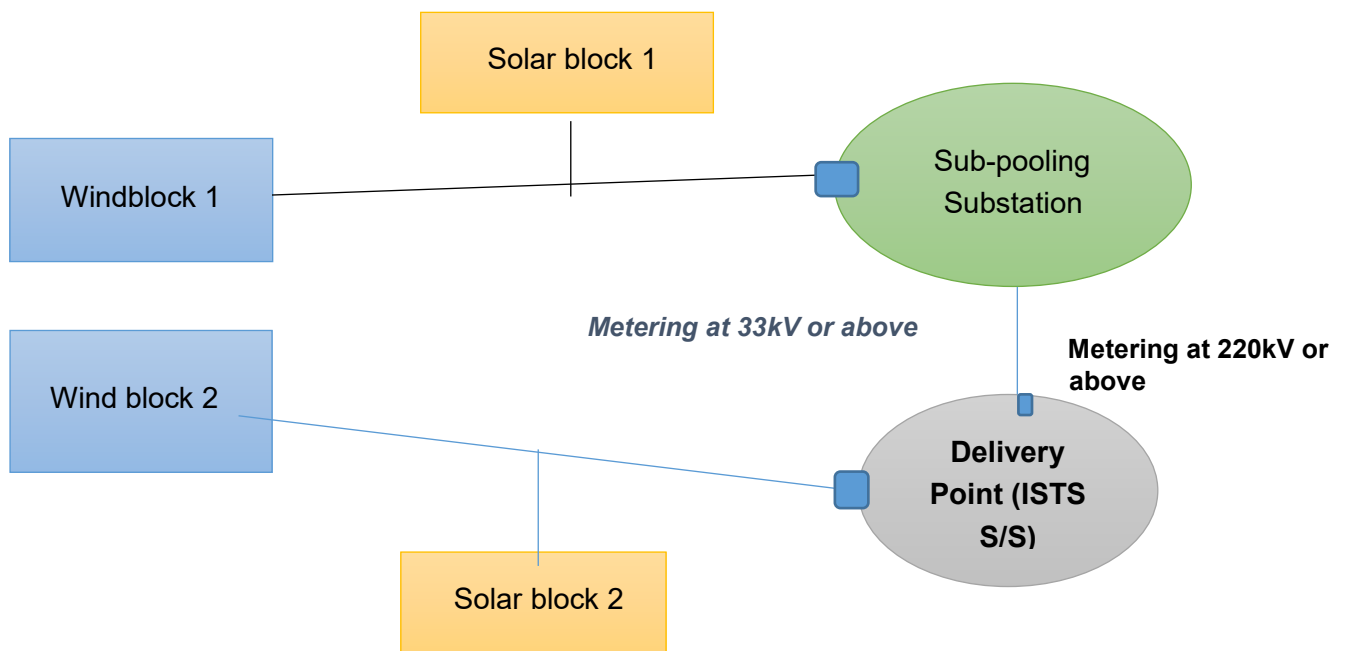 Solar block 1
Windblock 1
Sub-pooling
Substation
Metering at 33kV or above
Metering at 220kV or
above
Wind block 2
Delivery
Point (ISTS
S/S)
Solar block 2